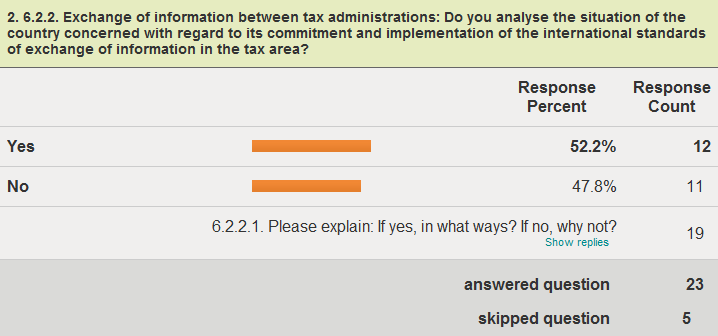 2. 6.2.2. Exchange of information between tax administrations: Do you analyse the situation of the
country concerned with regard to its commitment and implementation of the international standards
of exchange of information in the tax area?
Response Percent
Response Count
Yes 52.2% 12
No 47.8% 11
6.2.2.1. Please explain: If yes, in what ways? If no, why not? 19
Show replies
answered question 23
skipped question 5